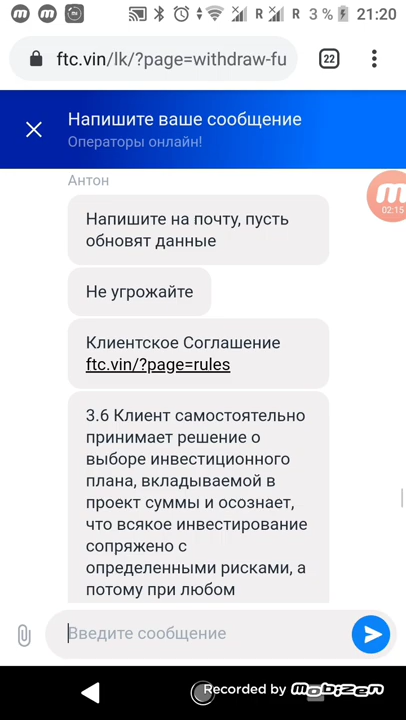 R R 3 % 21:20
ftc.vin/lk/?page=withdraw-fu
22
Напишите ваше сообщение
Операторы онлайн!
Антон
02:15
Напишите на почту, пусть
обновят данные
Не угрожайте
Клиентское Соглашение
ftc.vin/?page=rules
3.6 Клиент самостоятельно
принимает решение о
выборе инвестиционного
плана, вкладываемой в
проект суммы и осознает,
что всякое инвестирование
сопряжено с
определенными рисками, а
потому при любом
Введите сообщение
Recorded by mobizen